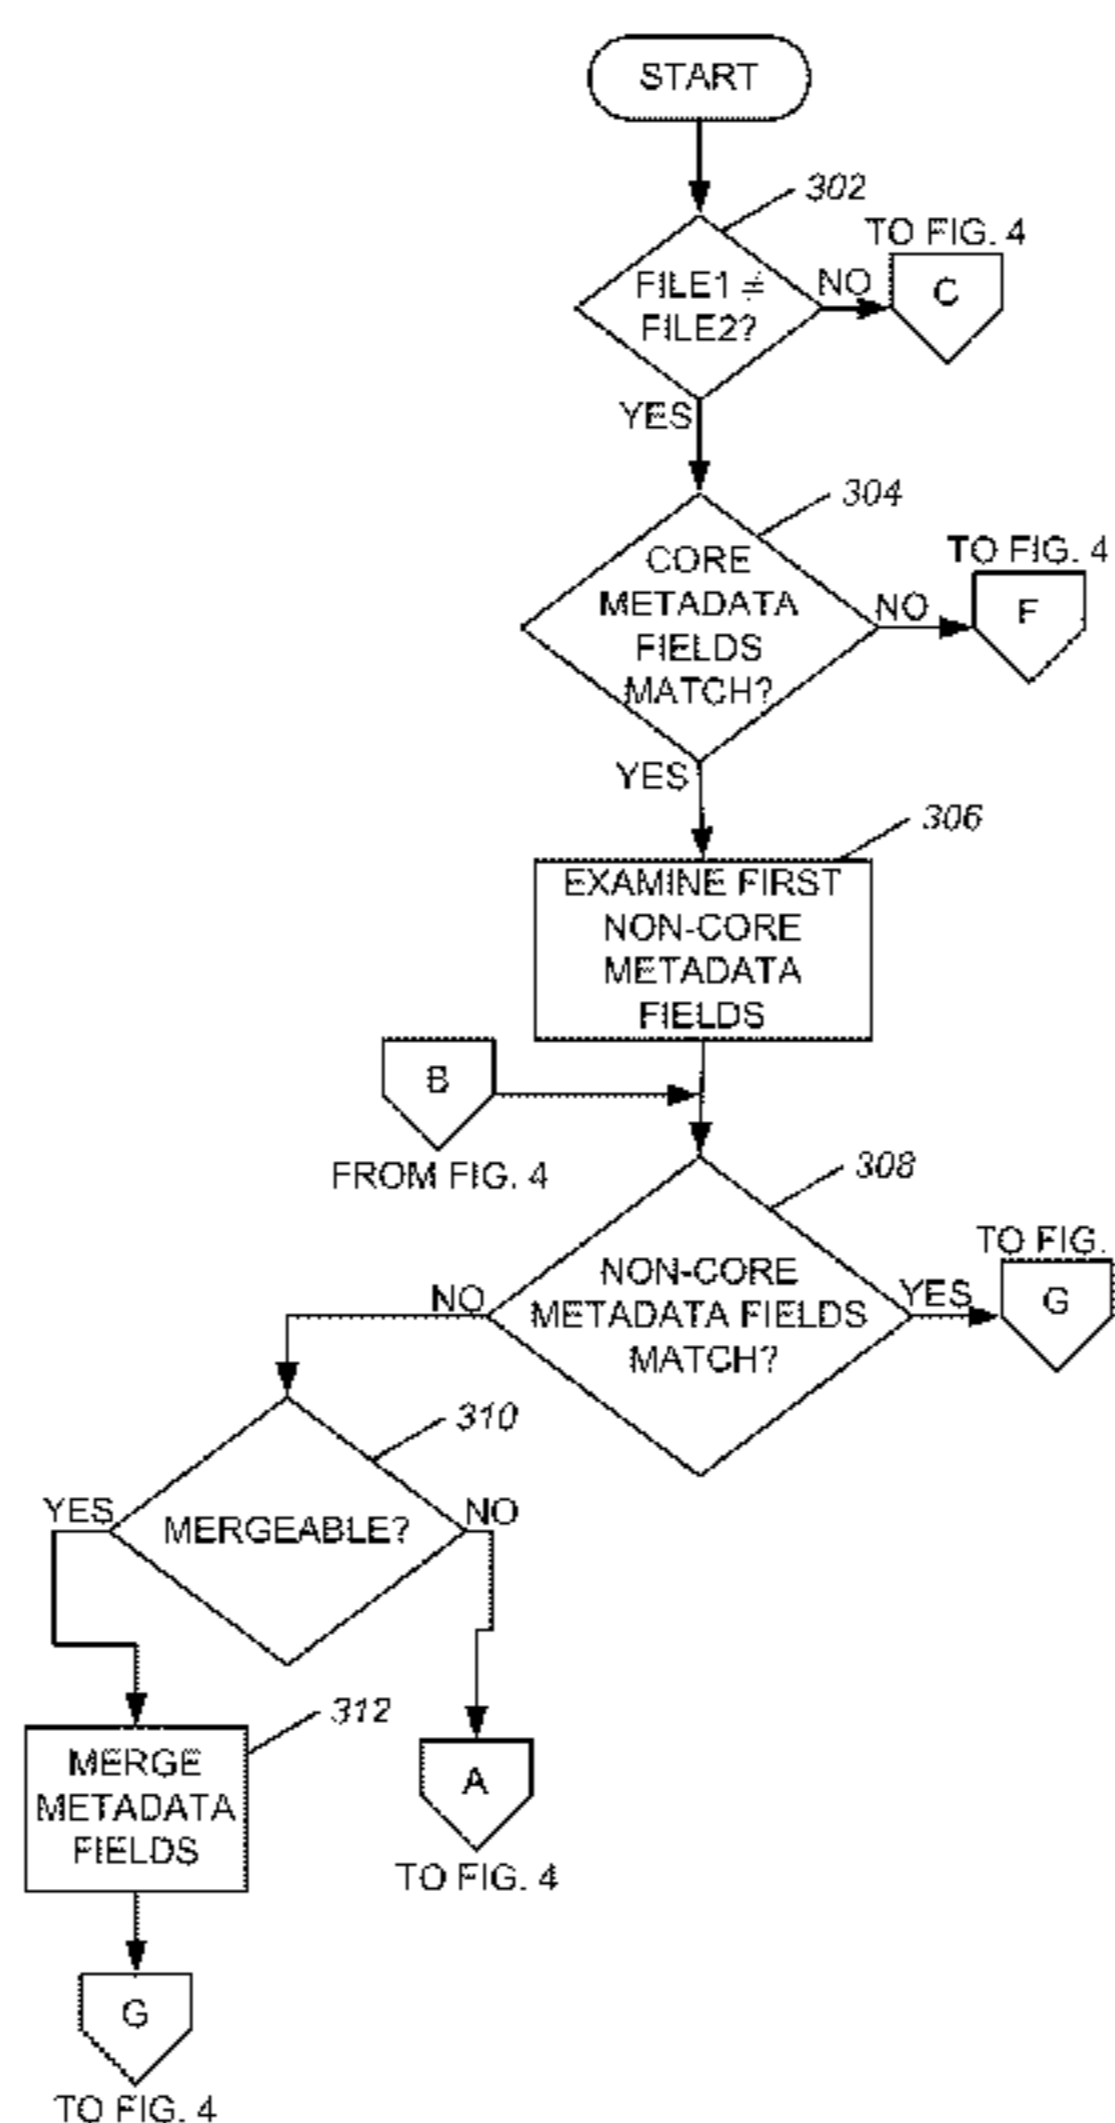 START
302
TO FIG. 4
FILE1 ≠
FILE2?
NO
C
YES
304
TO FIG. 4
CORE
METADATA
FIELDS
MATCH?
NO
F
YES
306
EXAMINE FIRST
NON-CORE
METADATA
FIELDS
B
FROM FIG. 4
308
TO FIG.
NON-CORE
METADATA FIELDS
MATCH?
NO
YES
G
310
YES
MERGEABLE?
NO
312
MERGE
METADATA
FIELDS
A
TO FIG. 4
G
TO FIG. 4